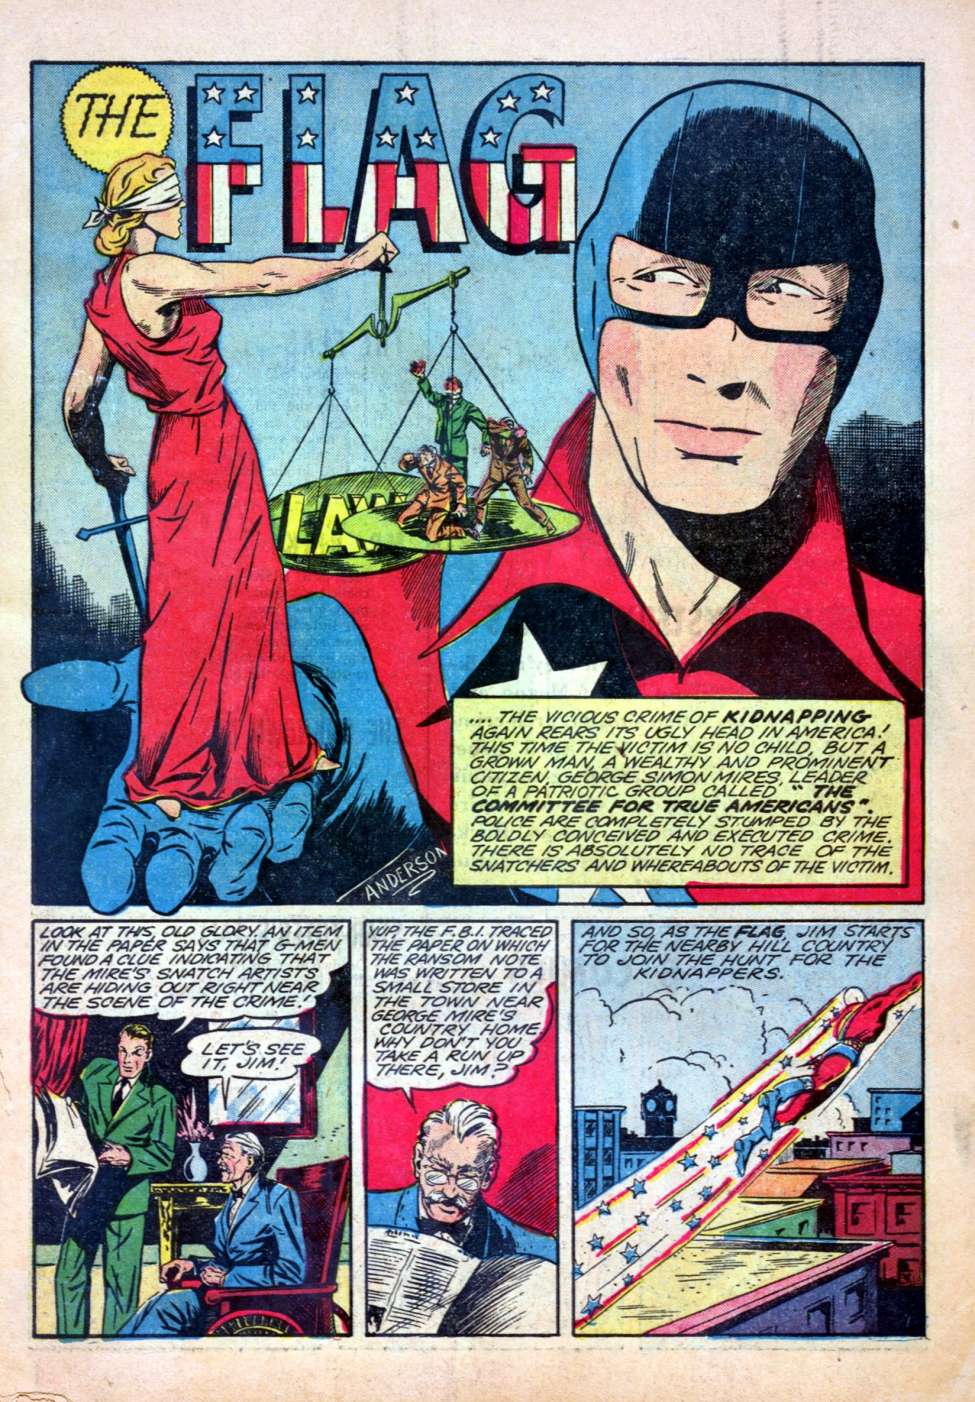 THE
FLAG
LAW
.... THE VICIOUS CRIME OF KIDNAPPING
AGAIN REARS ITS UGLY HEAD IN AMERICA!
THIS TIME THE VICTIM IS NO CHILD, BUT A
GROWN MAN, A WEALTHY AND PROMINENT
CITIZEN, GEORGE SIMON MIRES, LEADER
OF A PATRIOTIC GROUP CALLED "THE
COMMITTEE FOR TRUE AMERICANS".
POLICE ARE COMPLETELY STUMPED BY THE
BOLDLY CONCEIVED AND EXECUTED CRIME.
THERE IS ABSOLUTELY NO TRACE OF THE
SNATCHERS AND WHEREABOUTS OF THE VICTIM.
ANDERSON
LOOK AT THIS, OLD GLORY. AN ITEM
IN THE PAPER SAYS THAT G-MEN
FOUND A CLUE INDICATING THAT
THE MIRE'S SNATCH ARTISTS
ARE HIDING OUT RIGHT NEAR
THE SCENE OF THE CRIME!
LET'S SEE
IT, JIM!
YUP, THE F.B.I. TRACED
THE PAPER ON WHICH
THE RANSOM NOTE
WAS WRITTEN TO A
SMALL STORE IN
THE TOWN NEAR
GEORGE MIRE'S
COUNTRY HOME
WHY DON'T YOU
TAKE A RUN UP
THERE, JIM?
AND SO, AS THE FLAG, JIM STARTS
FOR THE NEARBY HILL COUNTRY
TO JOIN THE HUNT FOR THE
KIDNAPPERS.